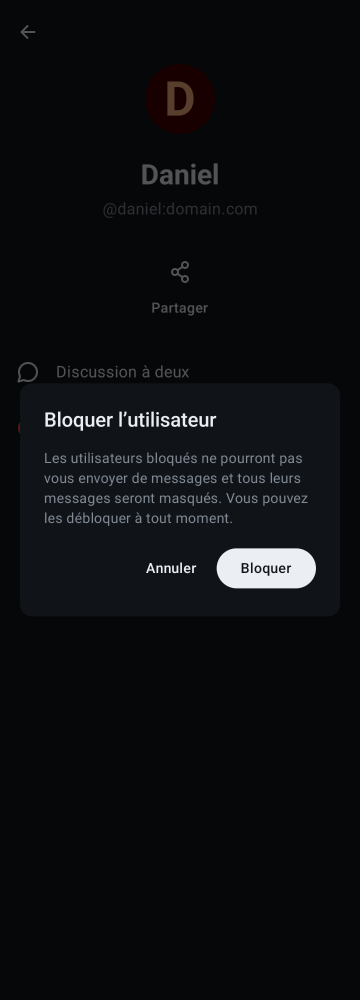 D
Daniel
@daniel:domain.com
Partager
Discussion à deux
Bloquer l’utilisateur
Les utilisateurs bloqués ne pourront pas
vous envoyer de messages et tous leurs
messages seront masqués. Vous pouvez
les débloquer à tout moment.
Annuler
Bloquer